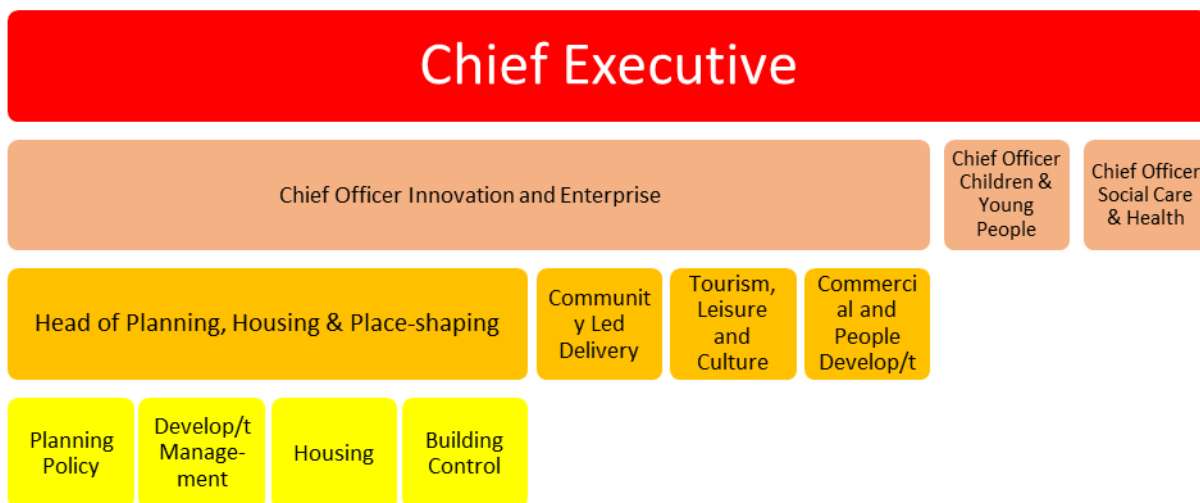 Chief Executive
Chief Officer Innovation and Enterprise
Chief Officer
Children &
Young
People
Chief Officer
Social Care
& Health
Head of Planning, Housing & Place-shaping
Communit
y Led
Delivery
Tourism,
Leisure
and
Culture
Commerci
al and
People
Develop/t
Planning
Policy
Develop/t
Manage-
ment
Housing
Building
Control